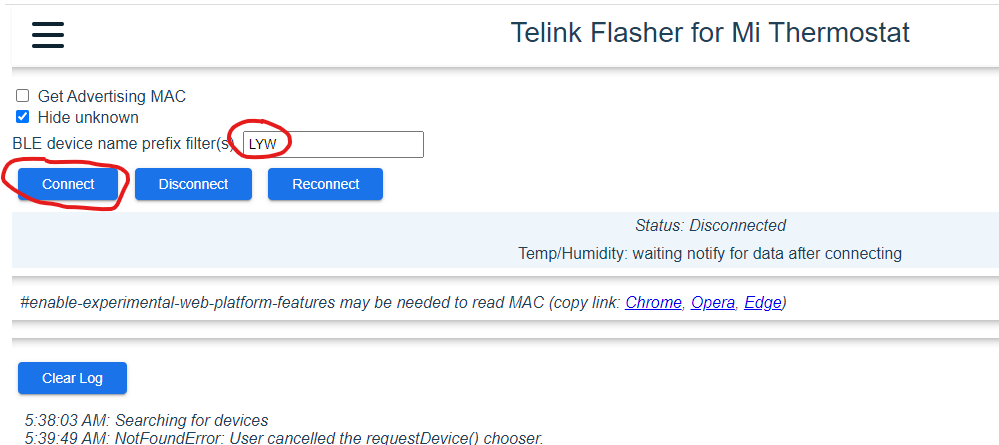 Telink Flasher for Mi Thermostat
Get Advertising MAC
Hide unknown
BLE device name prefix filter(s) LYW
Connect Disconnect Reconnect
Status: Disconnected
Temp/Humidity: waiting notify for data after connecting
#enable-experimental-web-platform-features may be needed to read MAC (copy link: Chrome, Opera, Edge)
Clear Log
5:38:03 AM: Searching for devices
5:39:49 AM: NotFoundError: User cancelled the requestDevice() chooser.